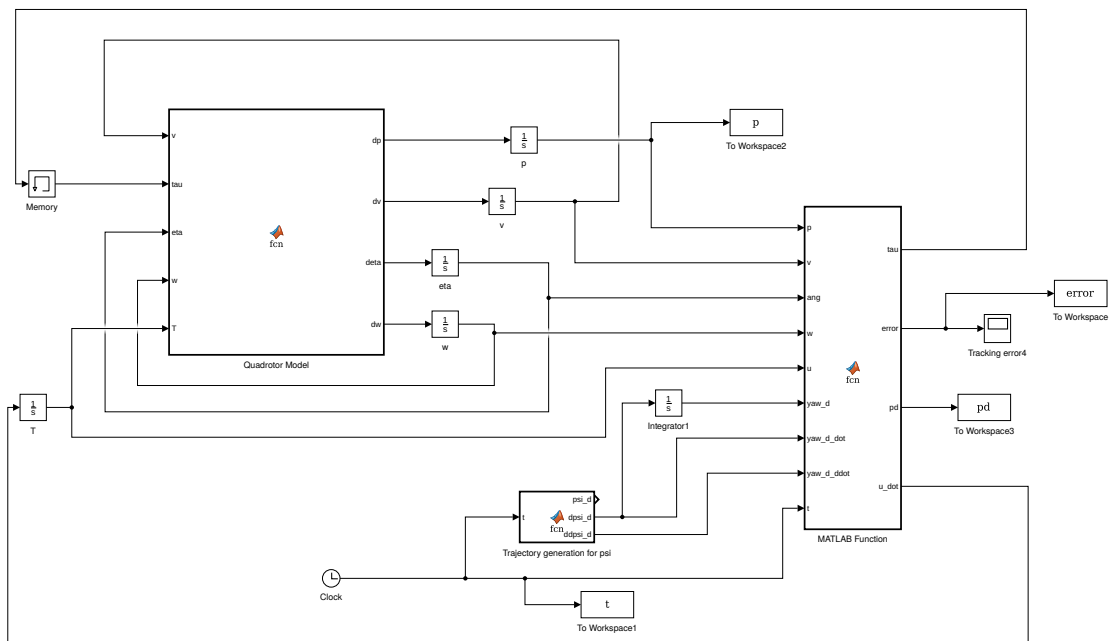 p
To Workspace2
v
dp
1
s
p
tau
Memory
dv
1
s
v
p
tau
eta
fcn
v
deta
1
s
eta
error
To Workspace
w
ang
T
dw
1
s
w
w
error
Tracking error4
Quadrotor Model
u
fcn
1
s
T
1
s
Integrator1
yaw_d
pd
pd
To Workspace3
yaw_d_dot
yaw_d_ddot
u_dot
psi_d
t
fcn
dpsi_d
ddpsi_d
t
Trajectory generation for psi
MATLAB Function
Clock
t
To Workspace1